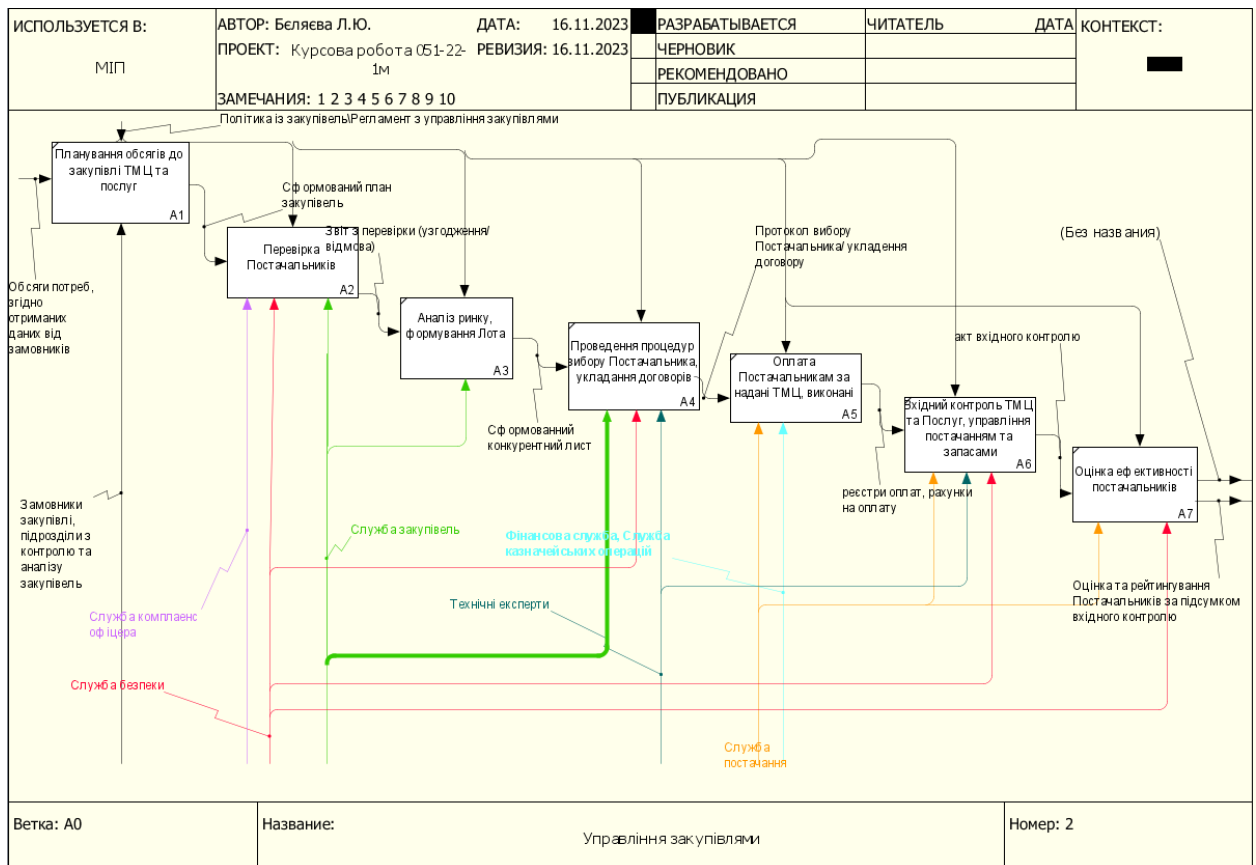 ИСПОЛЬЗУЕТСЯ В:
МІП
АВТОР: Бєляєва Л.Ю.
ДАТА: 16.11.2023
ПРОЕКТ: Курсова робота 051-22-
1м
РЕВИЗИЯ: 16.11.2023
ЗАМЕЧАНИЯ: 1 2 3 4 5 6 7 8 9 10
РАЗРАБАТЫВАЕТСЯ
ЧЕРНОВИК
РЕКОМЕНДОВАНО
ПУБЛИКАЦИЯ
ЧИТАТЕЛЬ
ДАТА
КОНТЕКСТ:
Політика із закупівель\Регламент з управління закупівлями
Планування обсягів до
закупівлі ТМЦ та
послуг
A1
Сформований план
закупівель
Звіт з перевірки (узгодження/
відмова)
Перевірка
Постачальників
A2
Протокол вибору
Постачальника/ укладення
договору
(Без названия)
Обсяги потреб,
згідно
отриманих
даних від
замовників
Аналіз ринку,
формування Лота
A3
Проведення процедур
вибору Постачальника,
укладання договорів
A4
акт вхідного контролю
Оплата
Постачальникам за
надані ТМЦ, виконані
A5
Вхідний контроль ТМЦ
та Послуг, управління
постачанням та
запасами
A6
Сформованний
конкурентний лист
Оцінка ефективності
постачальників
A7
реєстри оплат, рахунки
на оплату
Замовники
закупівлі,
підрозділи з
контролю та
аналізу
закупівель
Служба закупівель
Фінансова служба, Служба
казначейських операцій
Оцінка та рейтингування
Постачальників за підсумком
вхідного контролю
Технічні експерти
Служба комплаенс
офіцера
Служба безпеки
Служба
постачання
Ветка: A0
Название:
Управління закупівлями
Номер: 2